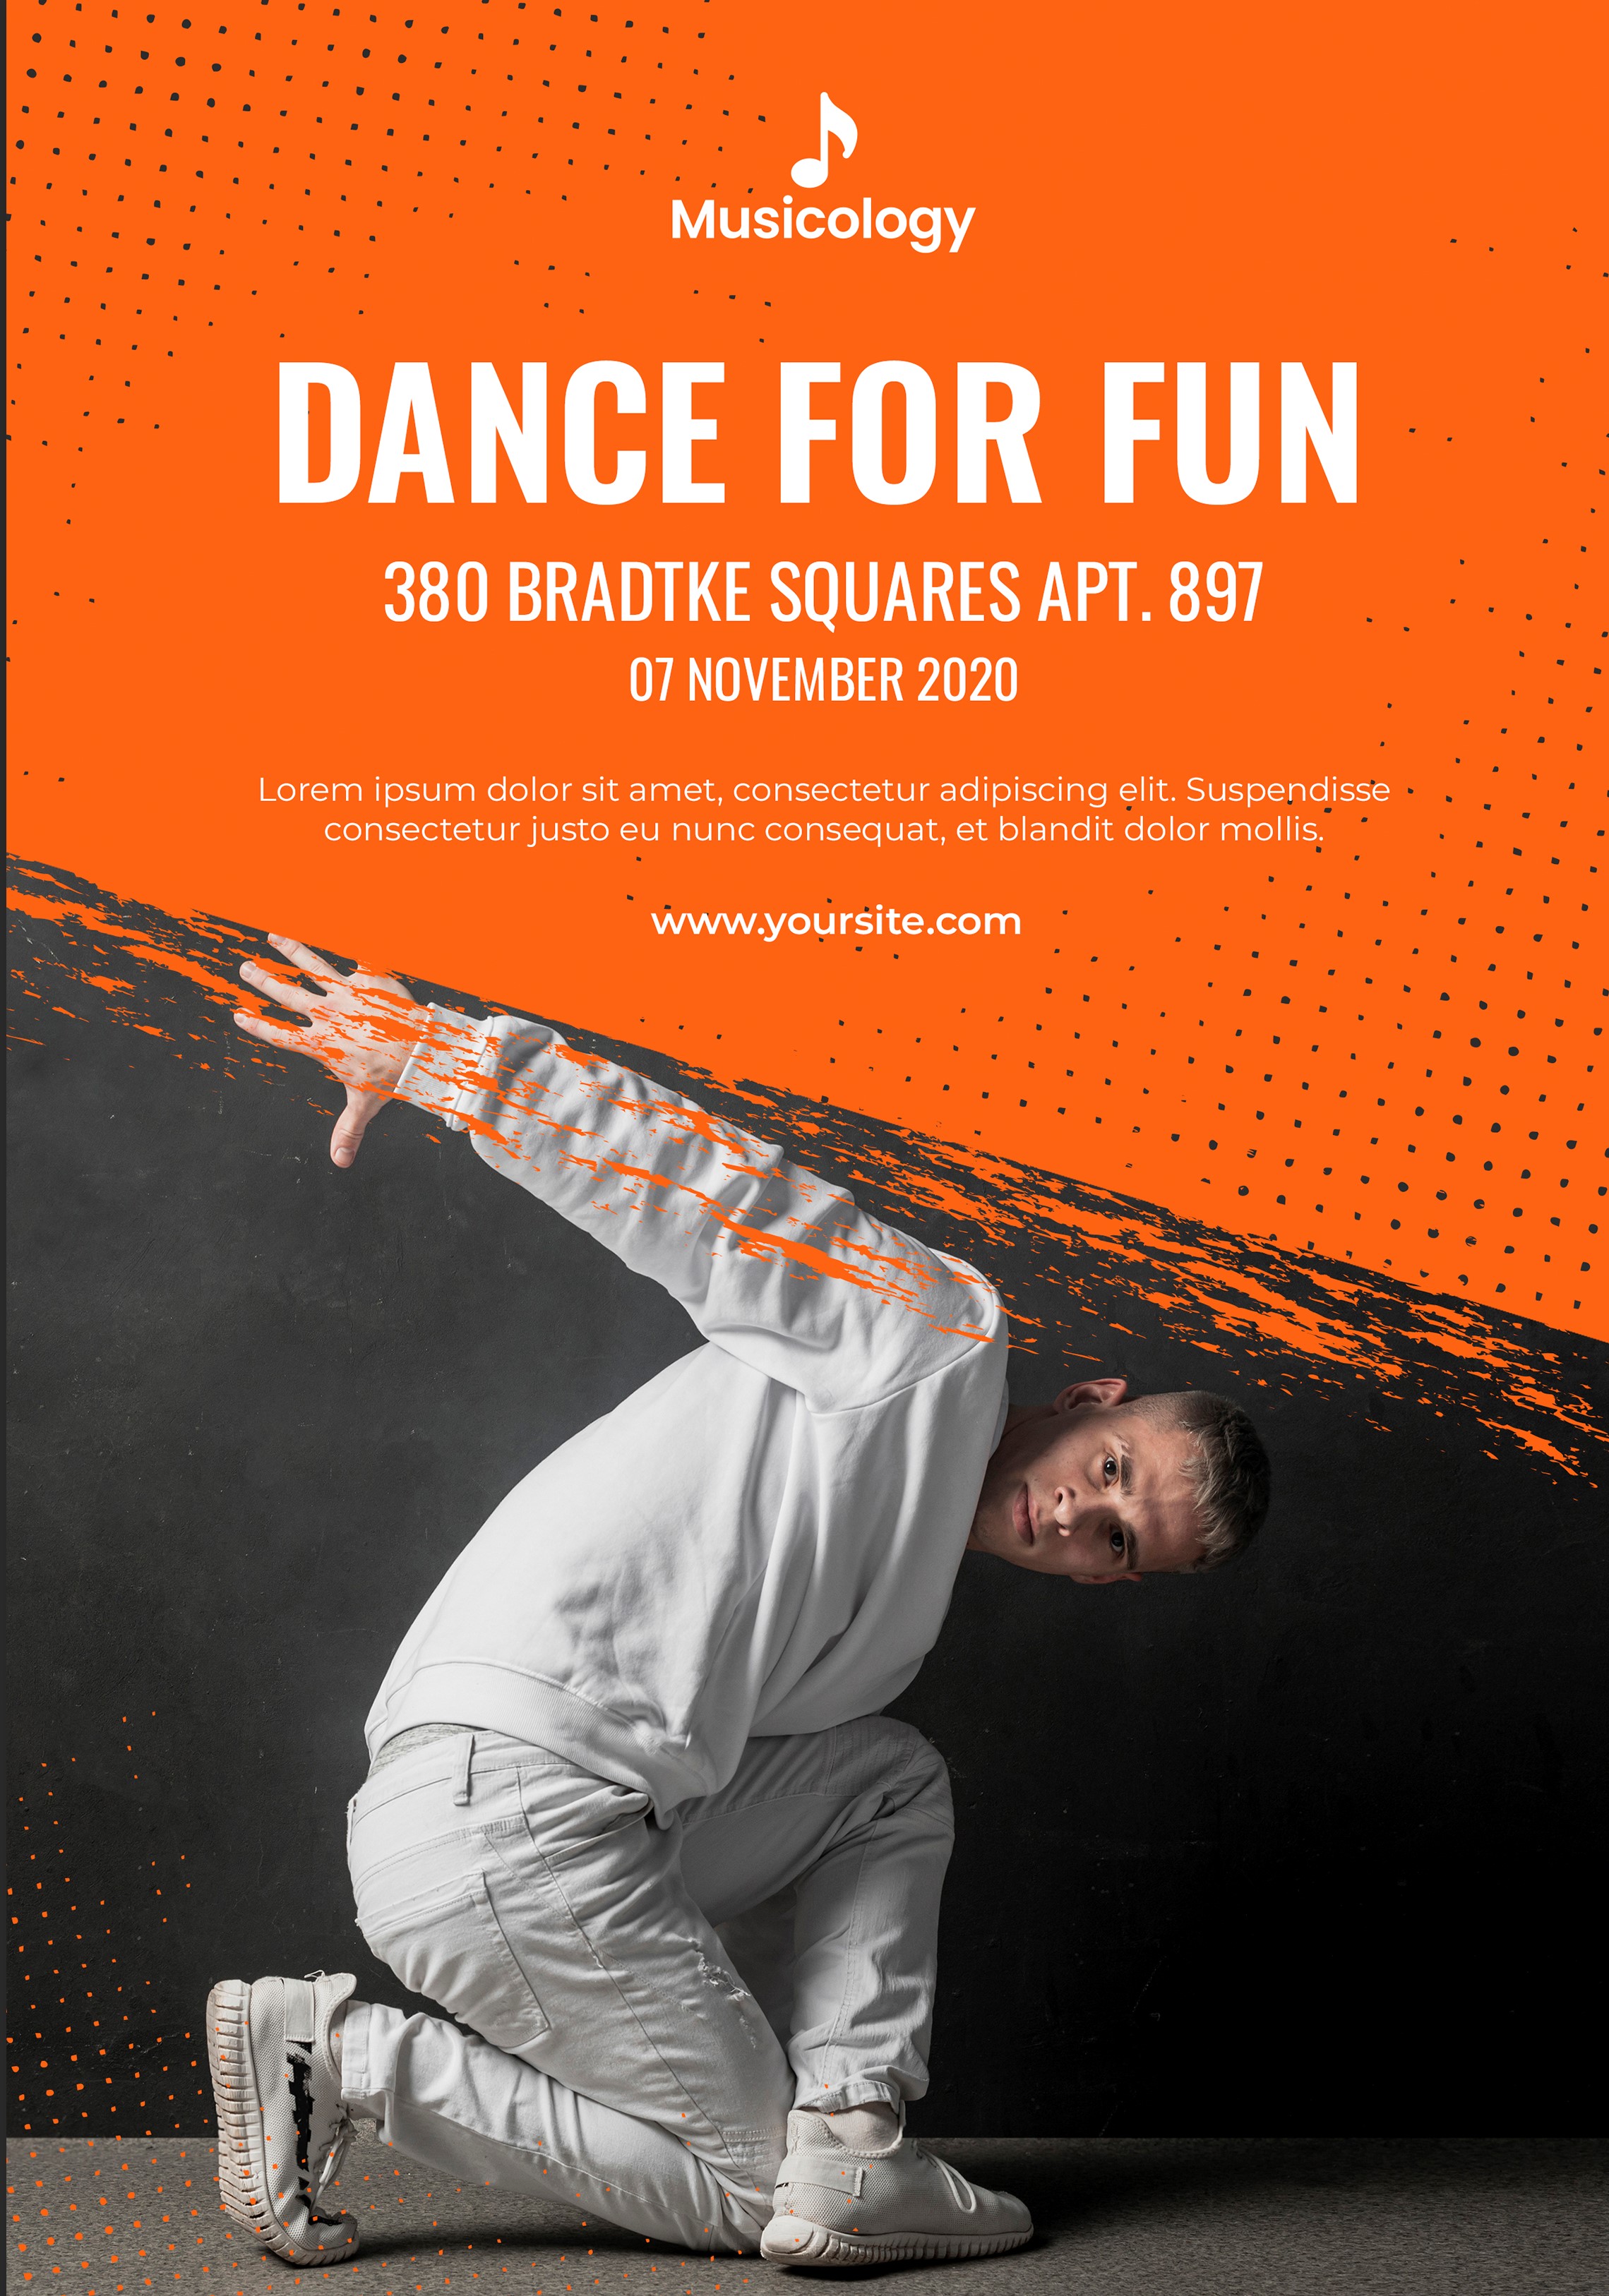 Musicology
DANCE FOR FUN
380 BRADTKE SQUARES APT. 897
07 NOVEMBER 2020
Lorem ipsum dolor sit amet, consectetur adipiscing elit. Suspendisse
consectetur justo eu nunc consequat, et blandit dolor mollis.
www.yoursite.com